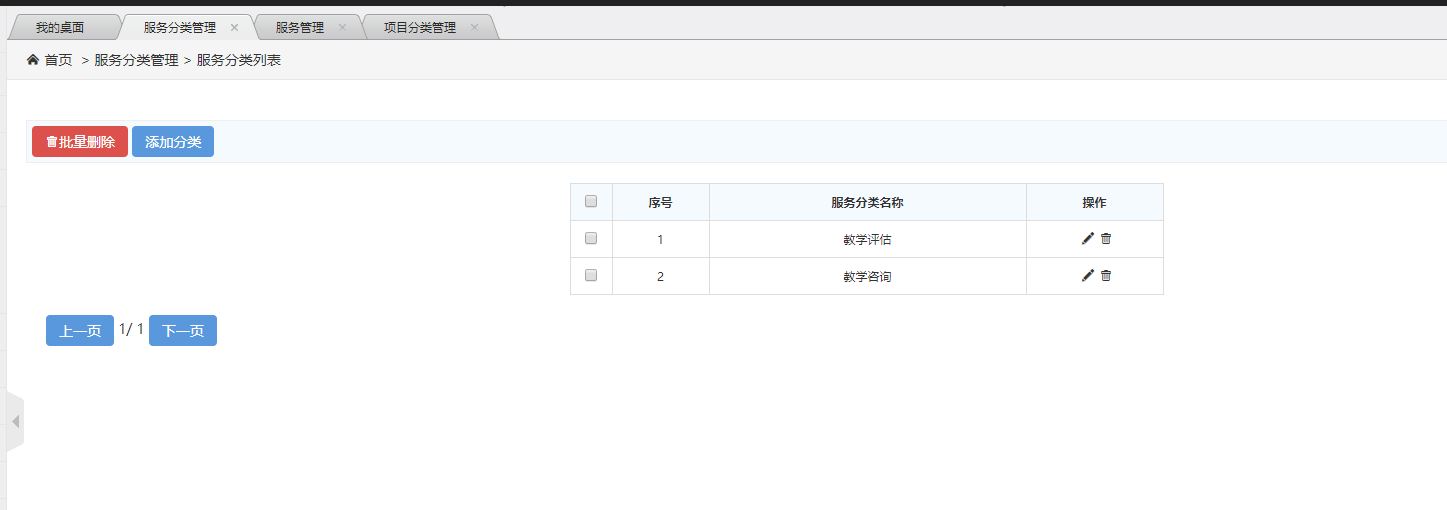 我的桌面 服务分类管理 服务管理 项目分类管理
首页 > 服务分类管理 > 服务分类列表
批量删除 添加分类
序号 服务分类名称 操作
1 教学评估
2 教学咨询
上一页 1/ 1 下一页